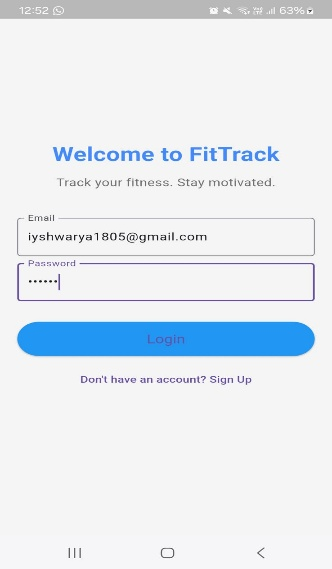 12:52 63%
Welcome to FitTrack
Track your fitness. Stay motivated.
Email
iyshwarya1805@gmail.com
Password
••••••
Login
Don't have an account? Sign Up